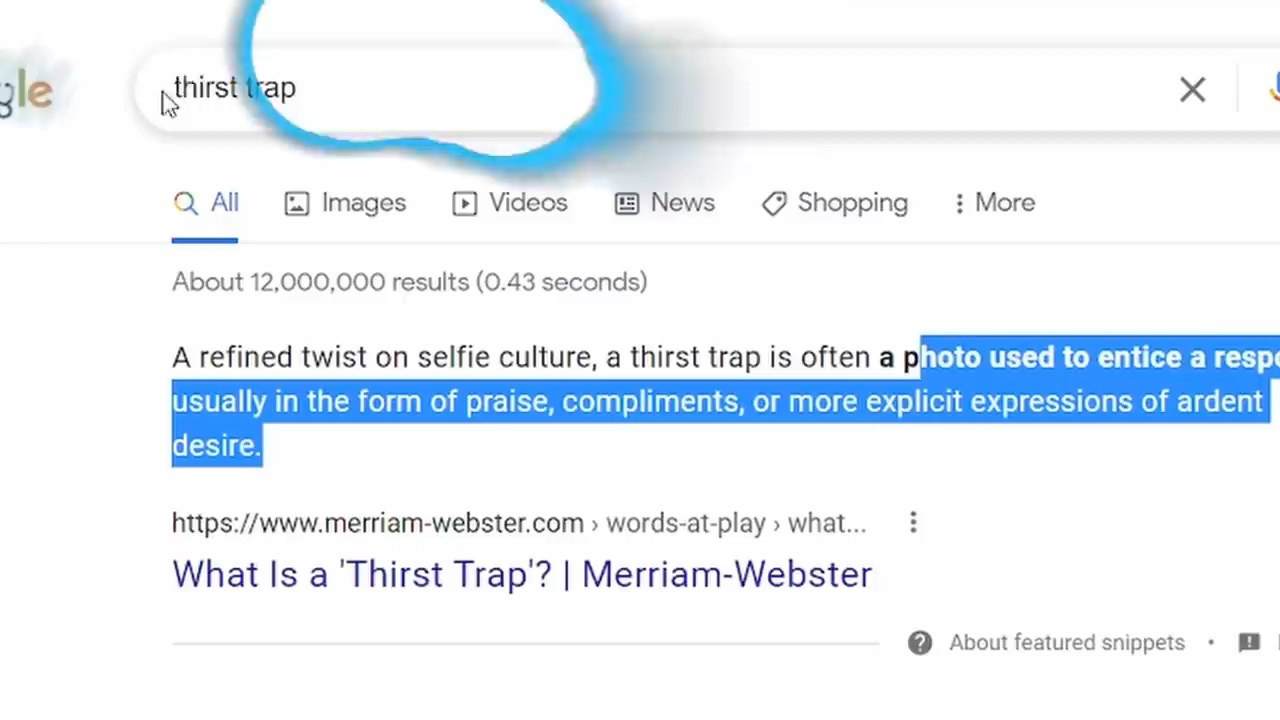 gle
thirst trap
All Images Videos News Shopping More
About 12,000,000 results (0.43 seconds)
A refined twist on selfie culture, a thirst trap is often a photo used to entice a
usually in the form of praise, compliments, or more explicit expressions of ardent
desire.
https://www.merriam-webster.com › words-at-play › what...
What Is a 'Thirst Trap'? | Merriam-Webster
About featured snippets •